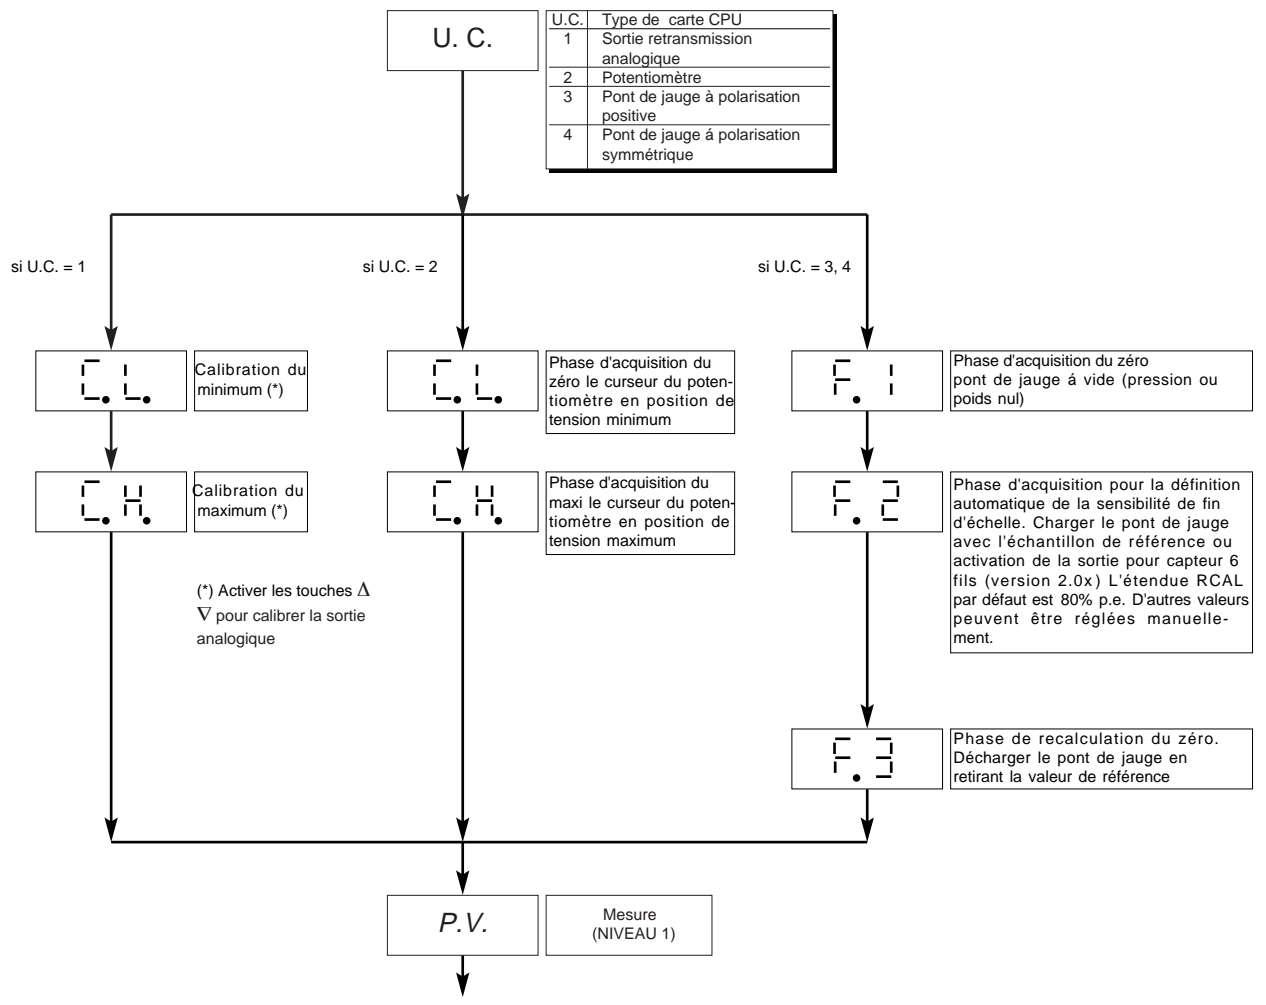 U. C.
U.C. Type de carte CPU
1 Sortie retransmission
analogique
2 Potentiomètre
3 Pont de jauge à polarisation
positive
4 Pont de jauge á polarisation
symmétrique
si U.C. = 1
si U.C. = 2
si U.C. = 3, 4
C. L.
Calibration du
minimum (*)
C. L.
Phase d'acquisition du
zéro le curseur du poten-
tiomètre en position de
tension minimum
F. 1
Phase d'acquisition du zéro
pont de jauge á vide (pression ou
poids nul)
C. H.
Calibration du
maximum (*)
C. H.
Phase d'acquisition du
maxi le curseur du poten-
tiomètre en position de
tension maximum
F. 2
Phase d'acquisition pour la définition
automatique de la sensibilité de fin
d'échelle. Charger le pont de jauge
avec l'échantillon de référence ou
activation de la sortie pour capteur 6
fils (version 2.0x) L'étendue RCAL
par défaut est 80% p.e. D'autres valeurs
peuvent être réglées manuelle-
ment.
(*) Activer les touches Δ
∇ pour calibrer la sortie
analogique
F. 3
Phase de recalculation du zéro.
Décharger le pont de jauge en
retirant la valeur de référence
P.V.
Mesure
(NIVEAU 1)